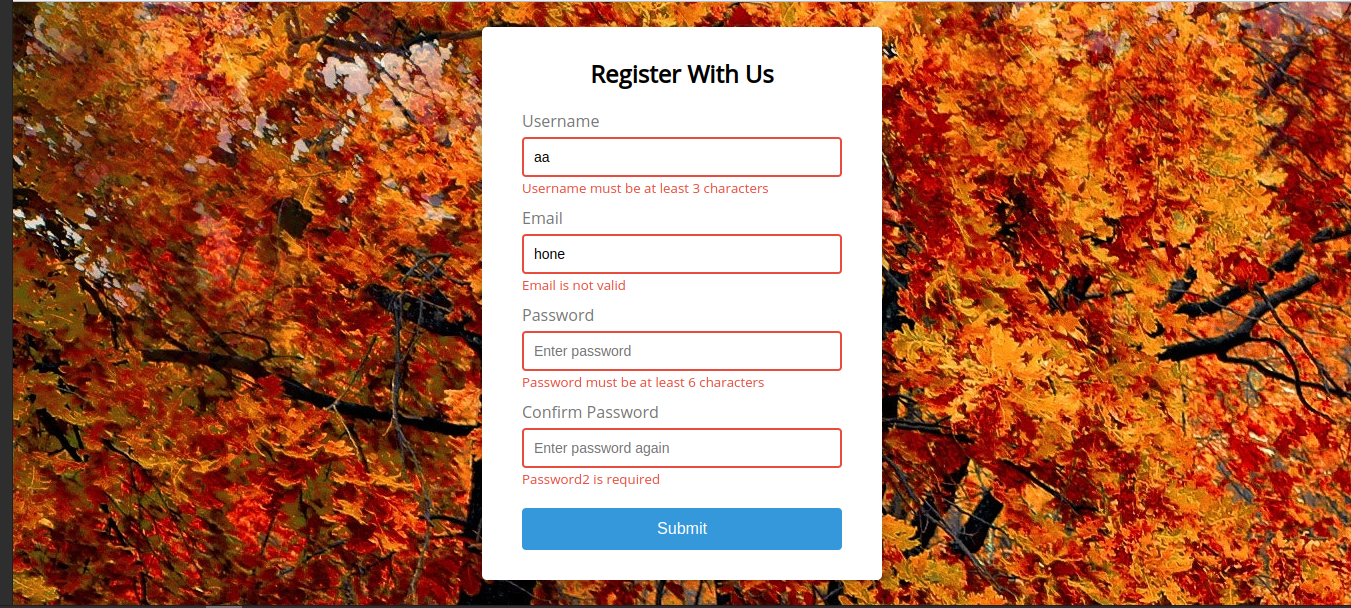 Register With Us
Username
aa
Username must be at least 3 characters
Email
hone
Email is not valid
Password
Enter password
Password must be at least 6 characters
Confirm Password
Enter password again
Password2 is required
Submit